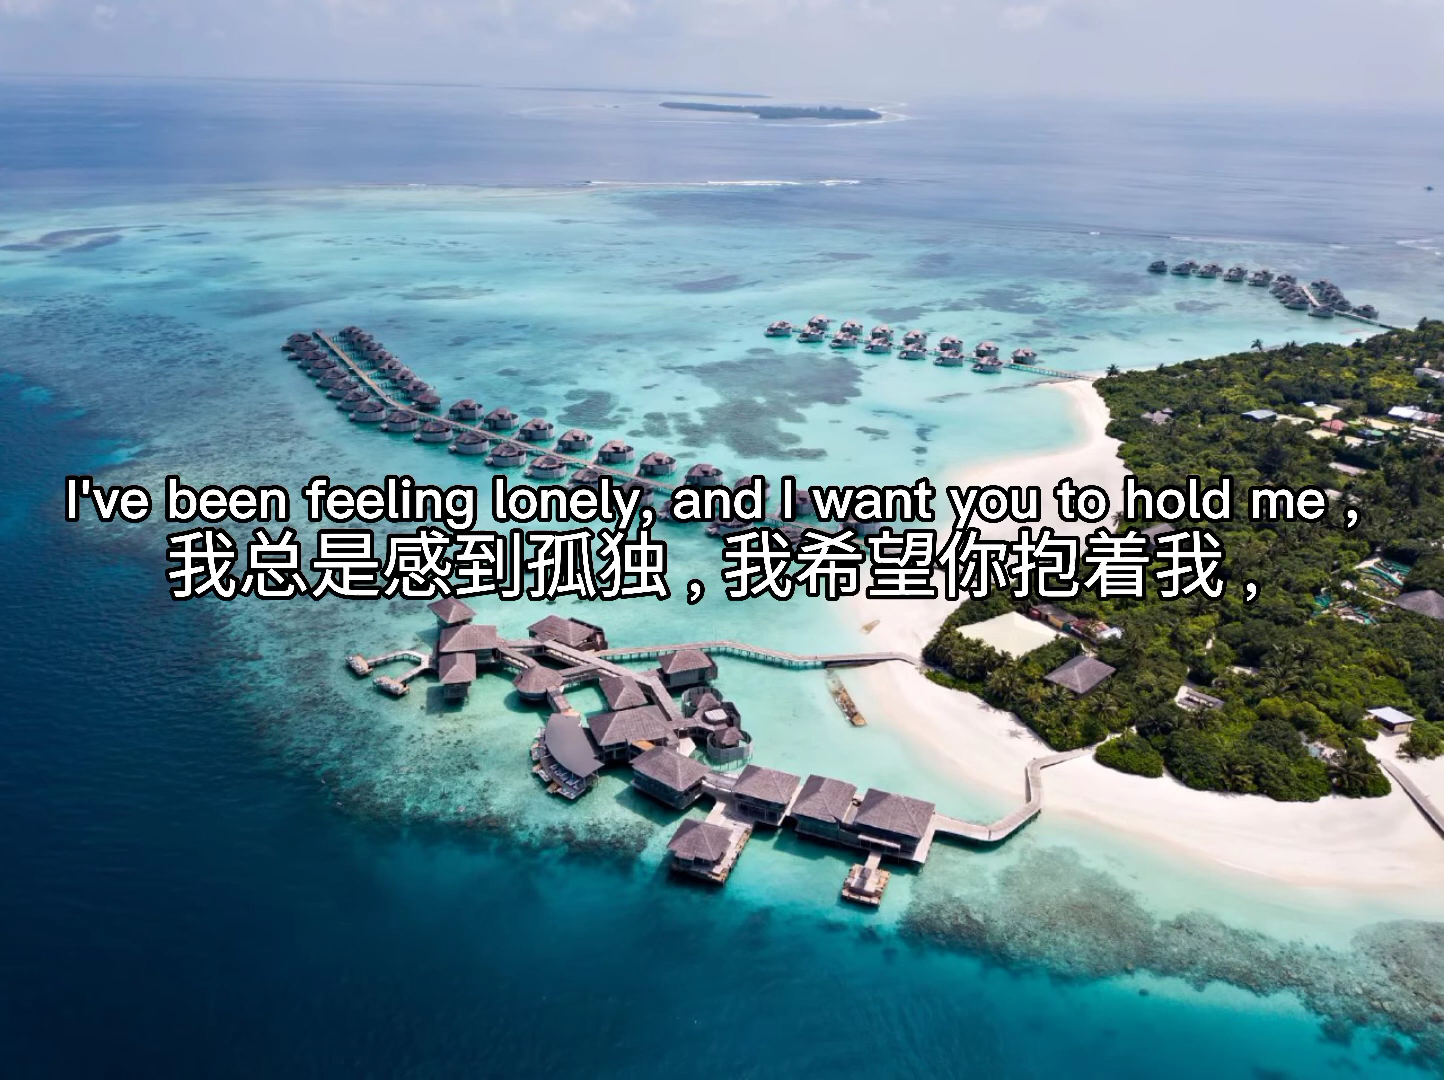 I've been feeling lonely, and I want you to hold me ,
我总是感到孤独 , 我希望你抱着我 ,